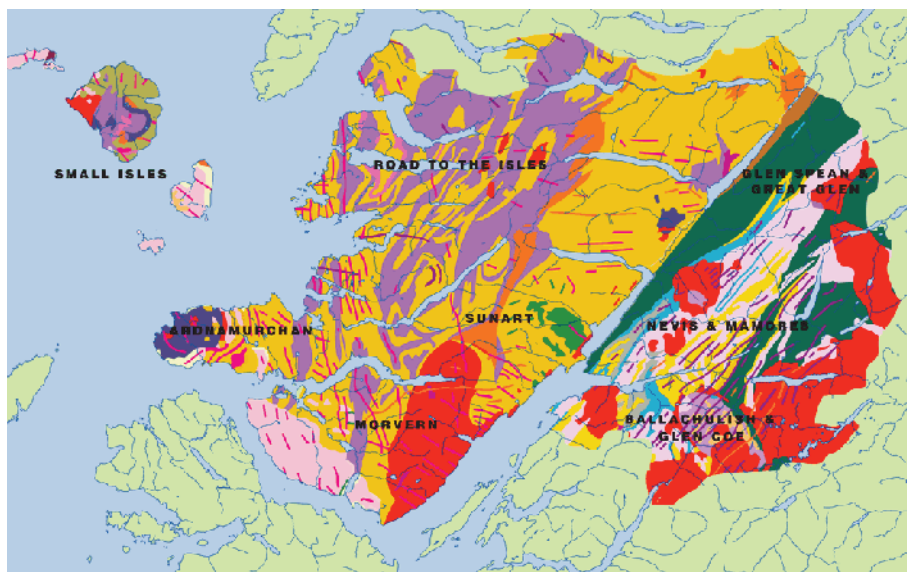 SMALL ISLES
ROAD TO THE ISLES
GLEN SPEAN &
GREAT GLEN
ARDNAMURCHAN
SUNART
NEVIS & MAMORES
MORVERN
BALLACHULISH &
GLEN COE